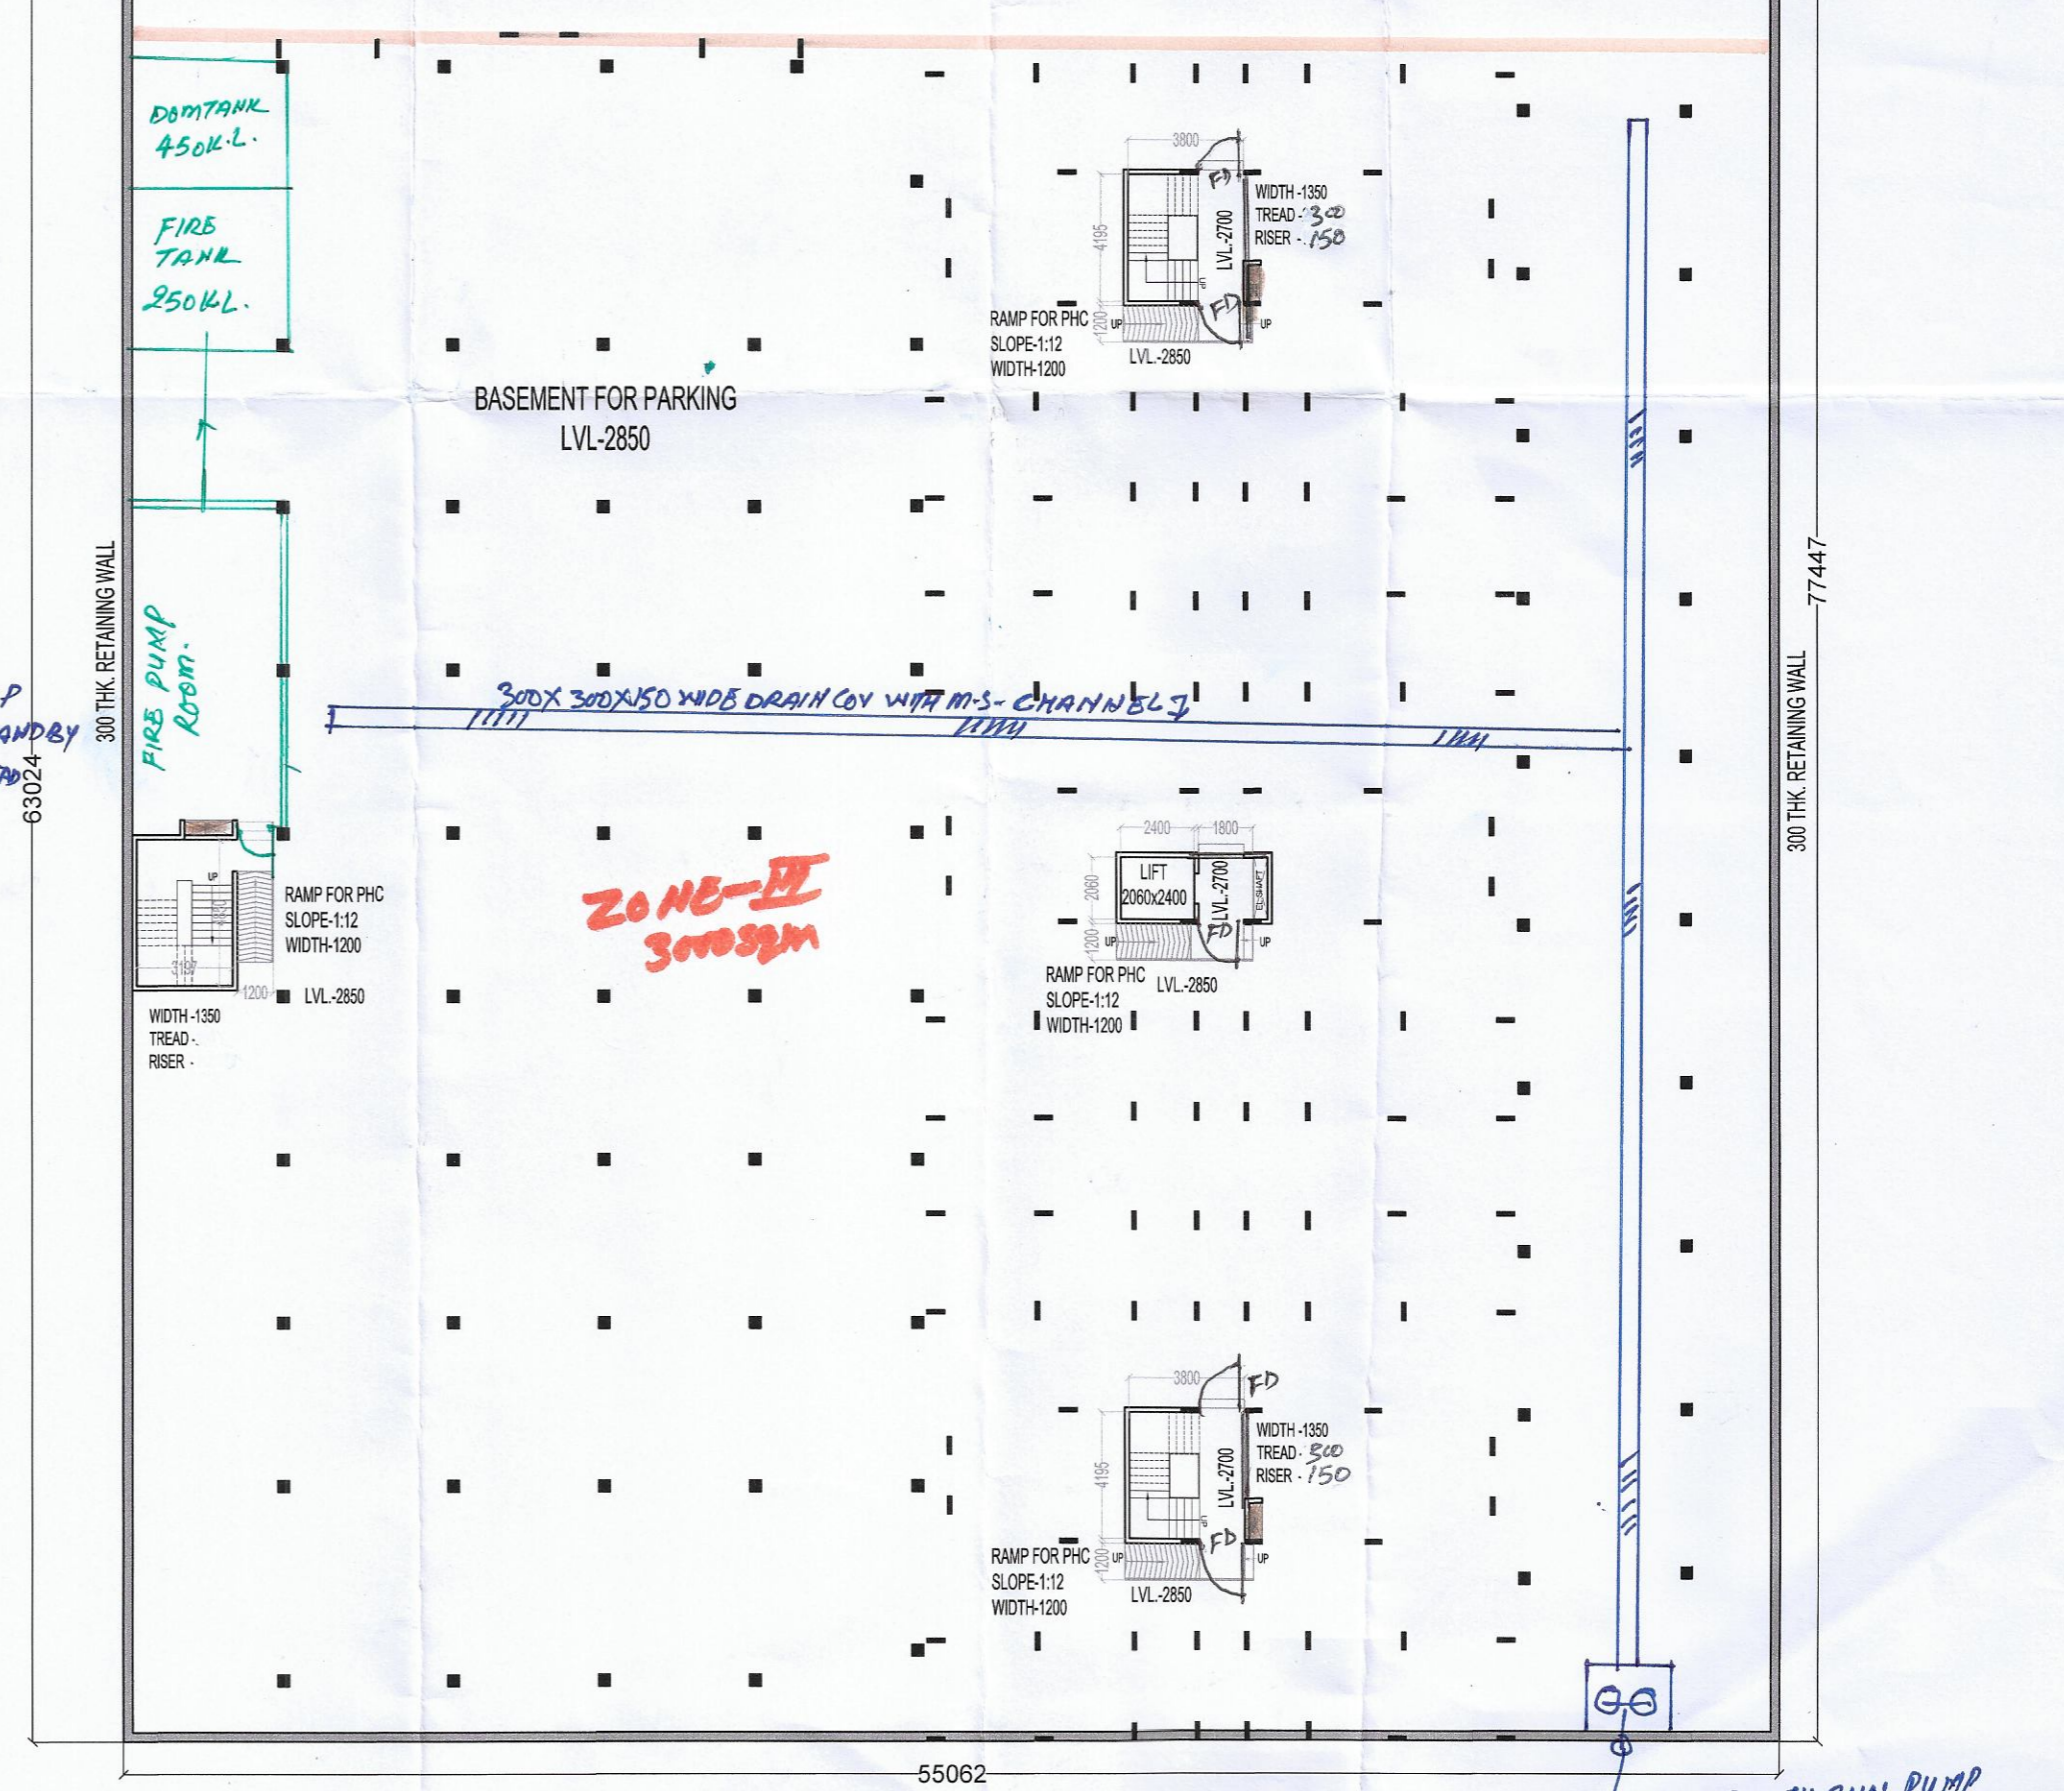 DOMTANK
450K.L.
FIRE
TANK
250KL.
3800
FD
4195
LVL.-2700
UP
FD
WIDTH -1350
TREAD - 300
RISER - 150
RAMP FOR PHC
SLOPE-1:12
WIDTH-1200
1200
UP
UP
LVL.-2850
BASEMENT FOR PARKING
LVL-2850
300 THK. RETAINING WALL
63024
P
ANDBY
FIRE PUMP
ROOM.
300X300X150 WIDE DRAIN COV WITH M.S- CHANNEL
77447
300 THK. RETAINING WALL
2400
1800
2060
LIFT
2060x2400
LVL.-2700
EL.SHAFT
FD
1200
UP
UP
RAMP FOR PHC
SLOPE-1:12
WIDTH-1200
LVL.-2850
ZONE-
3000SQM
UP
3197
1200
RAMP FOR PHC
SLOPE-1:12
WIDTH-1200
LVL.-2850
WIDTH -1350
TREAD -.
RISER -
3800
FD
4195
LVL.-2700
UP
FD
WIDTH -1350
TREAD - 300
RISER - 150
RAMP FOR PHC
SLOPE-1:12
WIDTH-1200
1200
UP
UP
LVL.-2850
55062
PUMP